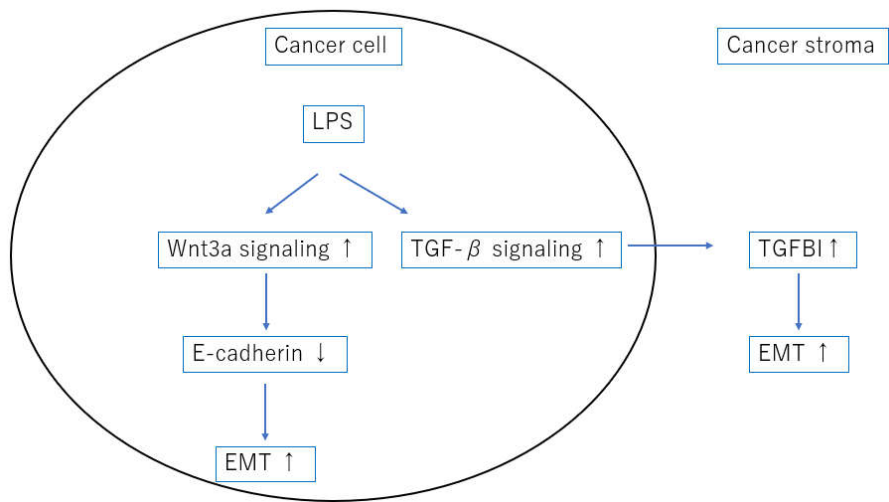 Cancer cell
Cancer stroma
LPS
Wnt3a signaling ↑
TGF-β signaling ↑
TGFBI↑
E-cadherin ↓
EMT ↑
EMT ↑